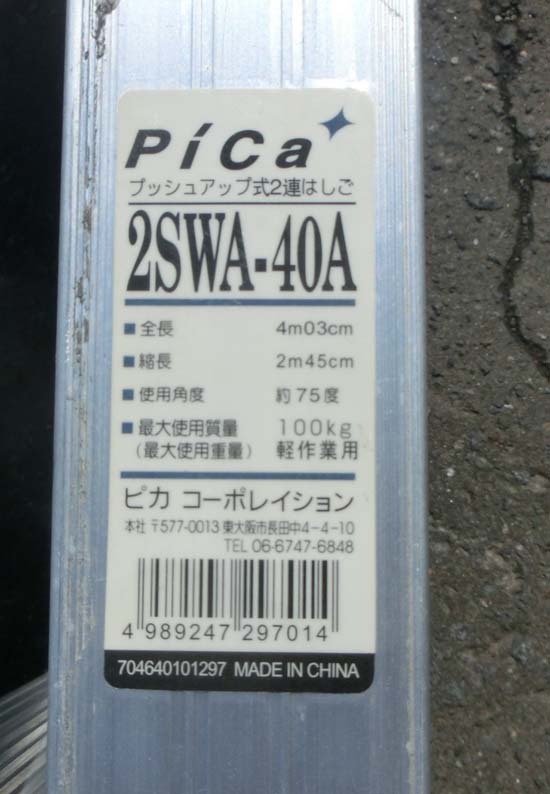 PiCa
プッシュアップ式2連はしご
2SWA-40A
■全長 4m03cm
■縮長 2m45cm
■使用角度 約75度
■最大使用質量 100kg
(最大使用重量) 軽作業用
ピカ コーポレイション
本社 〒577-0013 東大阪市長田中4-4-10
TEL 06-6747-6848
4 989247 297014
704640101297 MADE IN CHINA